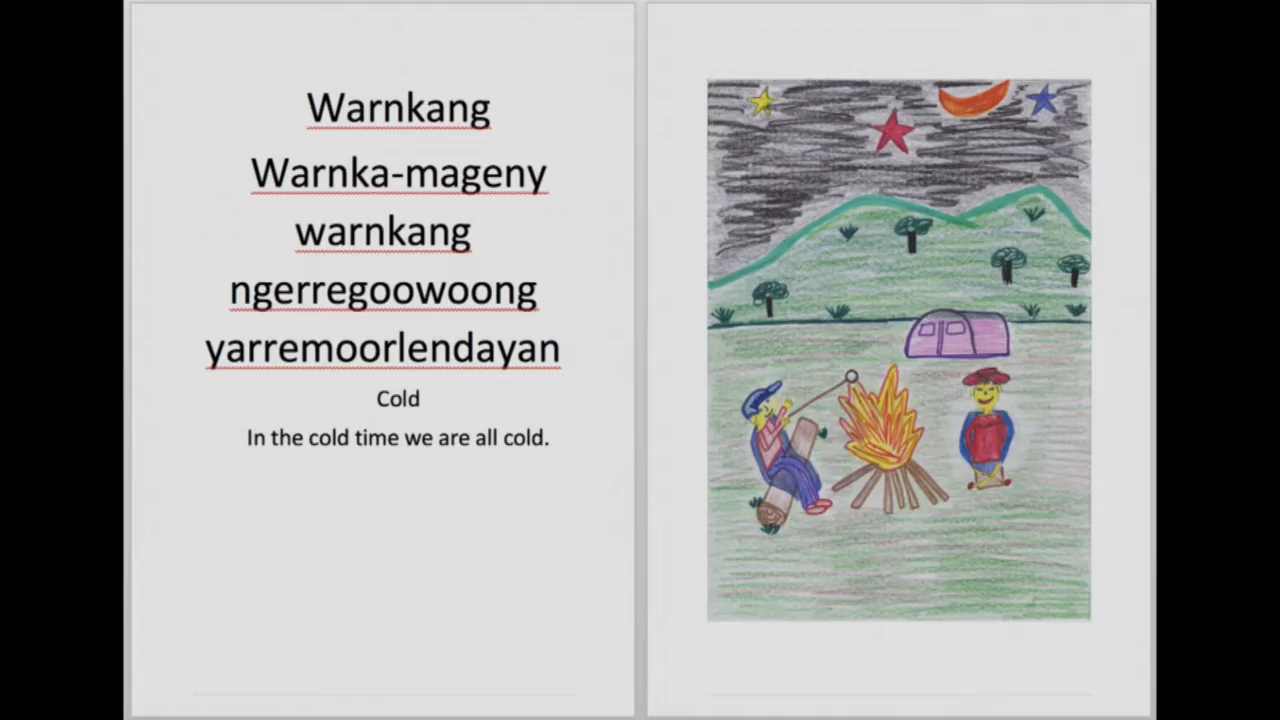 Warnkang
Warnka-mageny
warnkang
ngerregoowoong
yarremoorlendayan
Cold
In the cold time we are all cold.